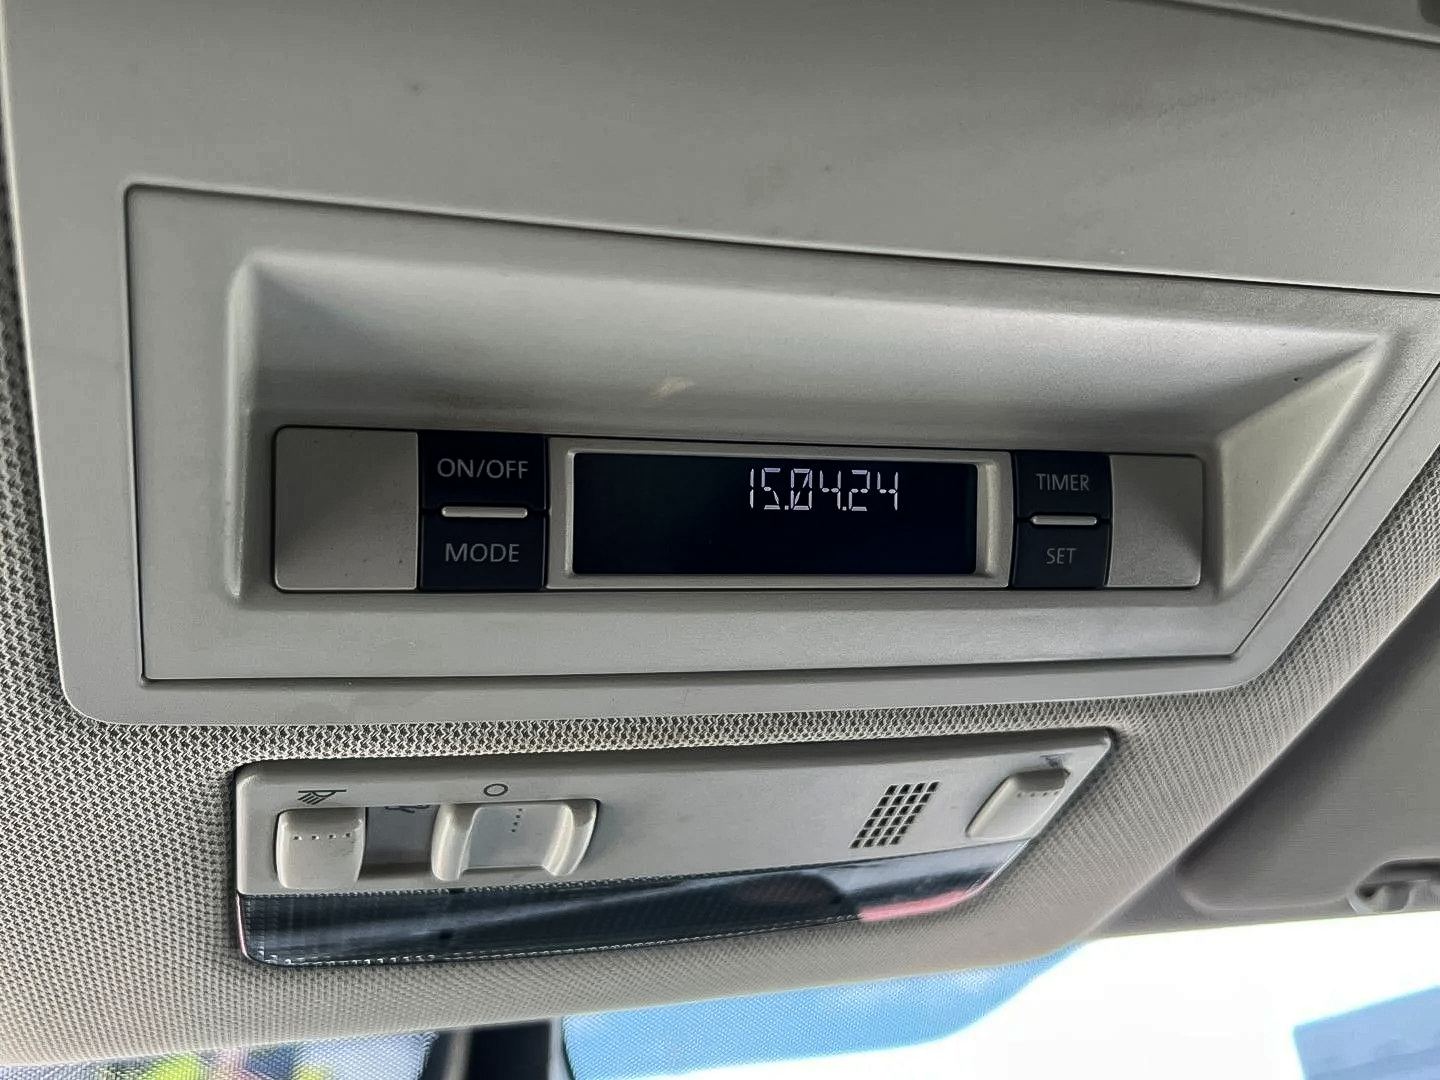 ON/OFF
MODE
15.04.24
TIMER
SET